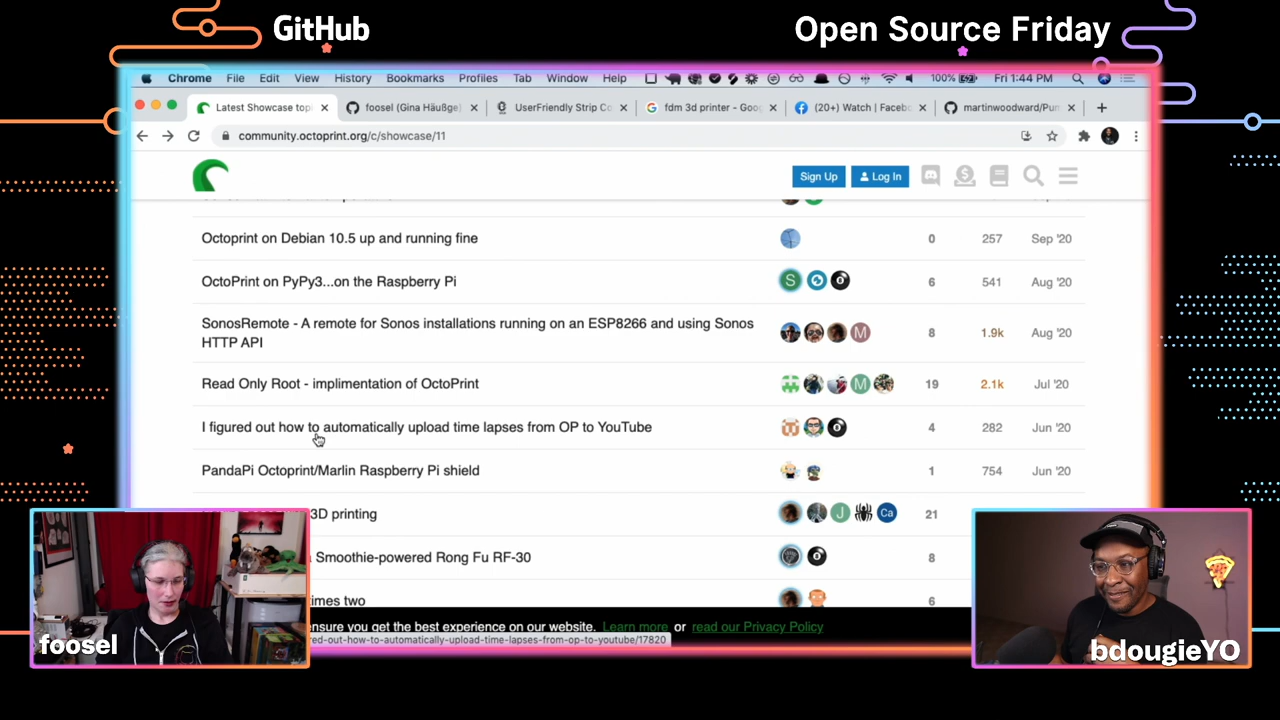 GitHub
Open Source Friday
Chrome File Edit View History Bookmarks Profiles Tab Window Help 100% Fri 1:44 PM
Latest Showcase topi
foosel (Gina Häußge)
UserFriendly Strip Co
fdm 3d printer - Goo
(20+) Watch | Facebo
martinwoodward/Pum
community.octoprint.org/c/showcase/11
Sign Up
Log In
Octoprint on Debian 10.5 up and running fine 0 257 Sep '20
OctoPrint on PyPy3...on the Raspberry Pi S 6 541 Aug '20
SonosRemote - A remote for Sonos installations running on an ESP8266 and using Sonos
HTTP API M 8 1.9k Aug '20
Read Only Root - implimentation of OctoPrint M 19 2.1k Jul '20
I figured out how to automatically upload time lapses from OP to YouTube 4 282 Jun '20
PandaPi Octoprint/Marlin Raspberry Pi shield 1 754 Jun '20
3D printing J Ca 21
Smoothie-powered Rong Fu RF-30 8
times two 6
ensure you get the best experience on our website. Learn more or read our Privacy Policy
red-out-how-to-automatically-upload-time-lapses-from-op-to-youtube/17820
foosel
bdougieYO